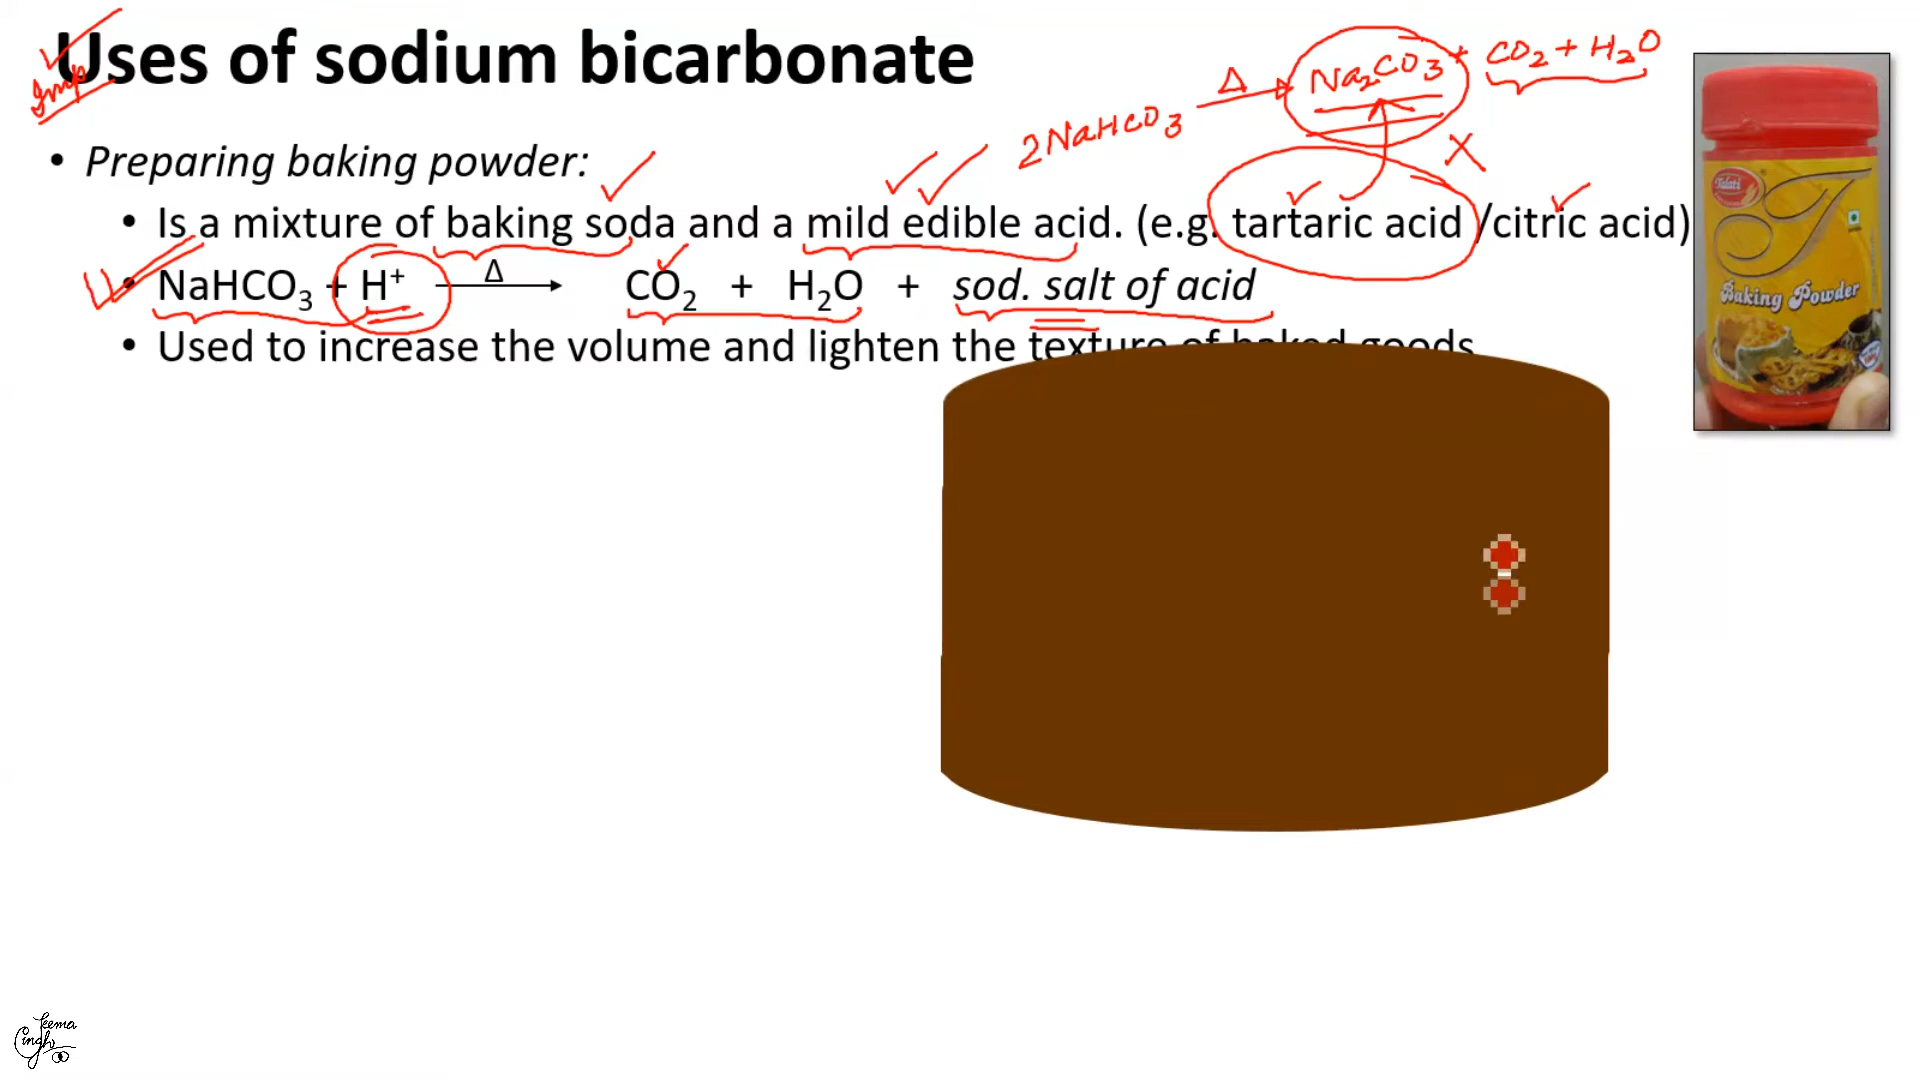 Uses of sodium bicarbonate
Imp
2NaHCO3 Δ Na2CO3 + CO2 + H2O
• Preparing baking powder:
• Is a mixture of baking soda and a mild edible acid. (e.g. tartaric acid /citric acid)
• NaHCO3 + H+ Δ CO2 + H2O + sod. salt of acid
• Used to increase the volume and lighten the texture of baked goods
X
Talati
Baking Powder